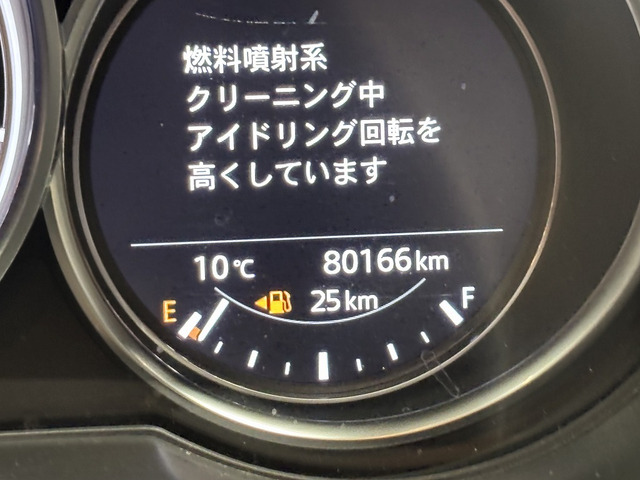 燃料噴射系
クリーニング中
アイドリング回転を
高くしています
10℃ 80166km
25km
E F